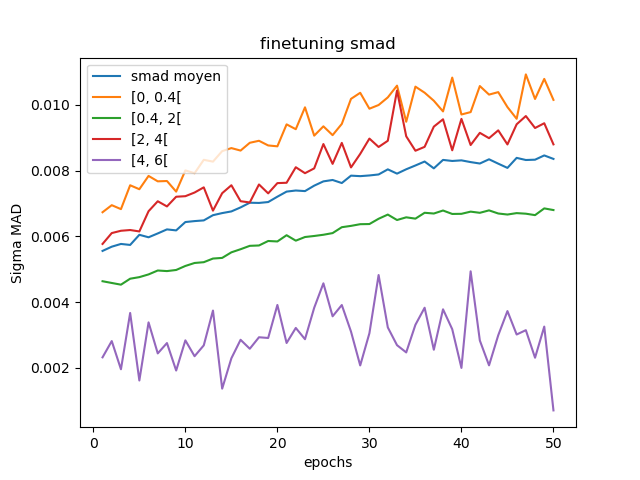 finetuning smad
smad moyen
[0, 0.4[
[0.4, 2[
[2, 4[
[4, 6[
0.010
0.008
0.006
0.004
0.002
Sigma MAD
0 10 20 30 40 50
epochs